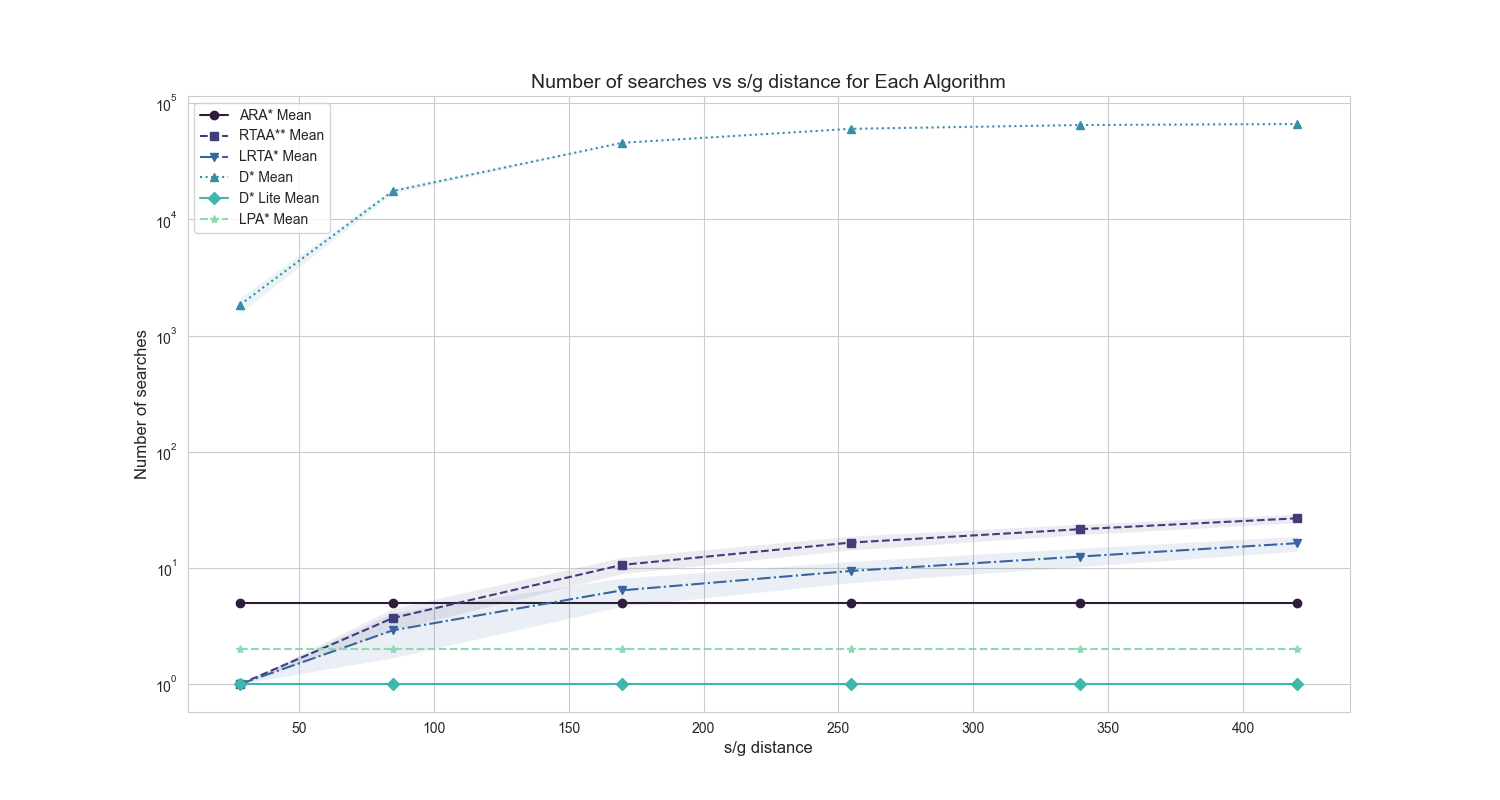 Number of searches vs s/g distance for Each Algorithm
ARA* Mean
RTAA** Mean
LRTA* Mean
D* Mean
D* Lite Mean
LPA* Mean
10^5
10^4
10^3
10^2
10^1
10^0
Number of searches
50 100 150 200 250 300 350 400
s/g distance